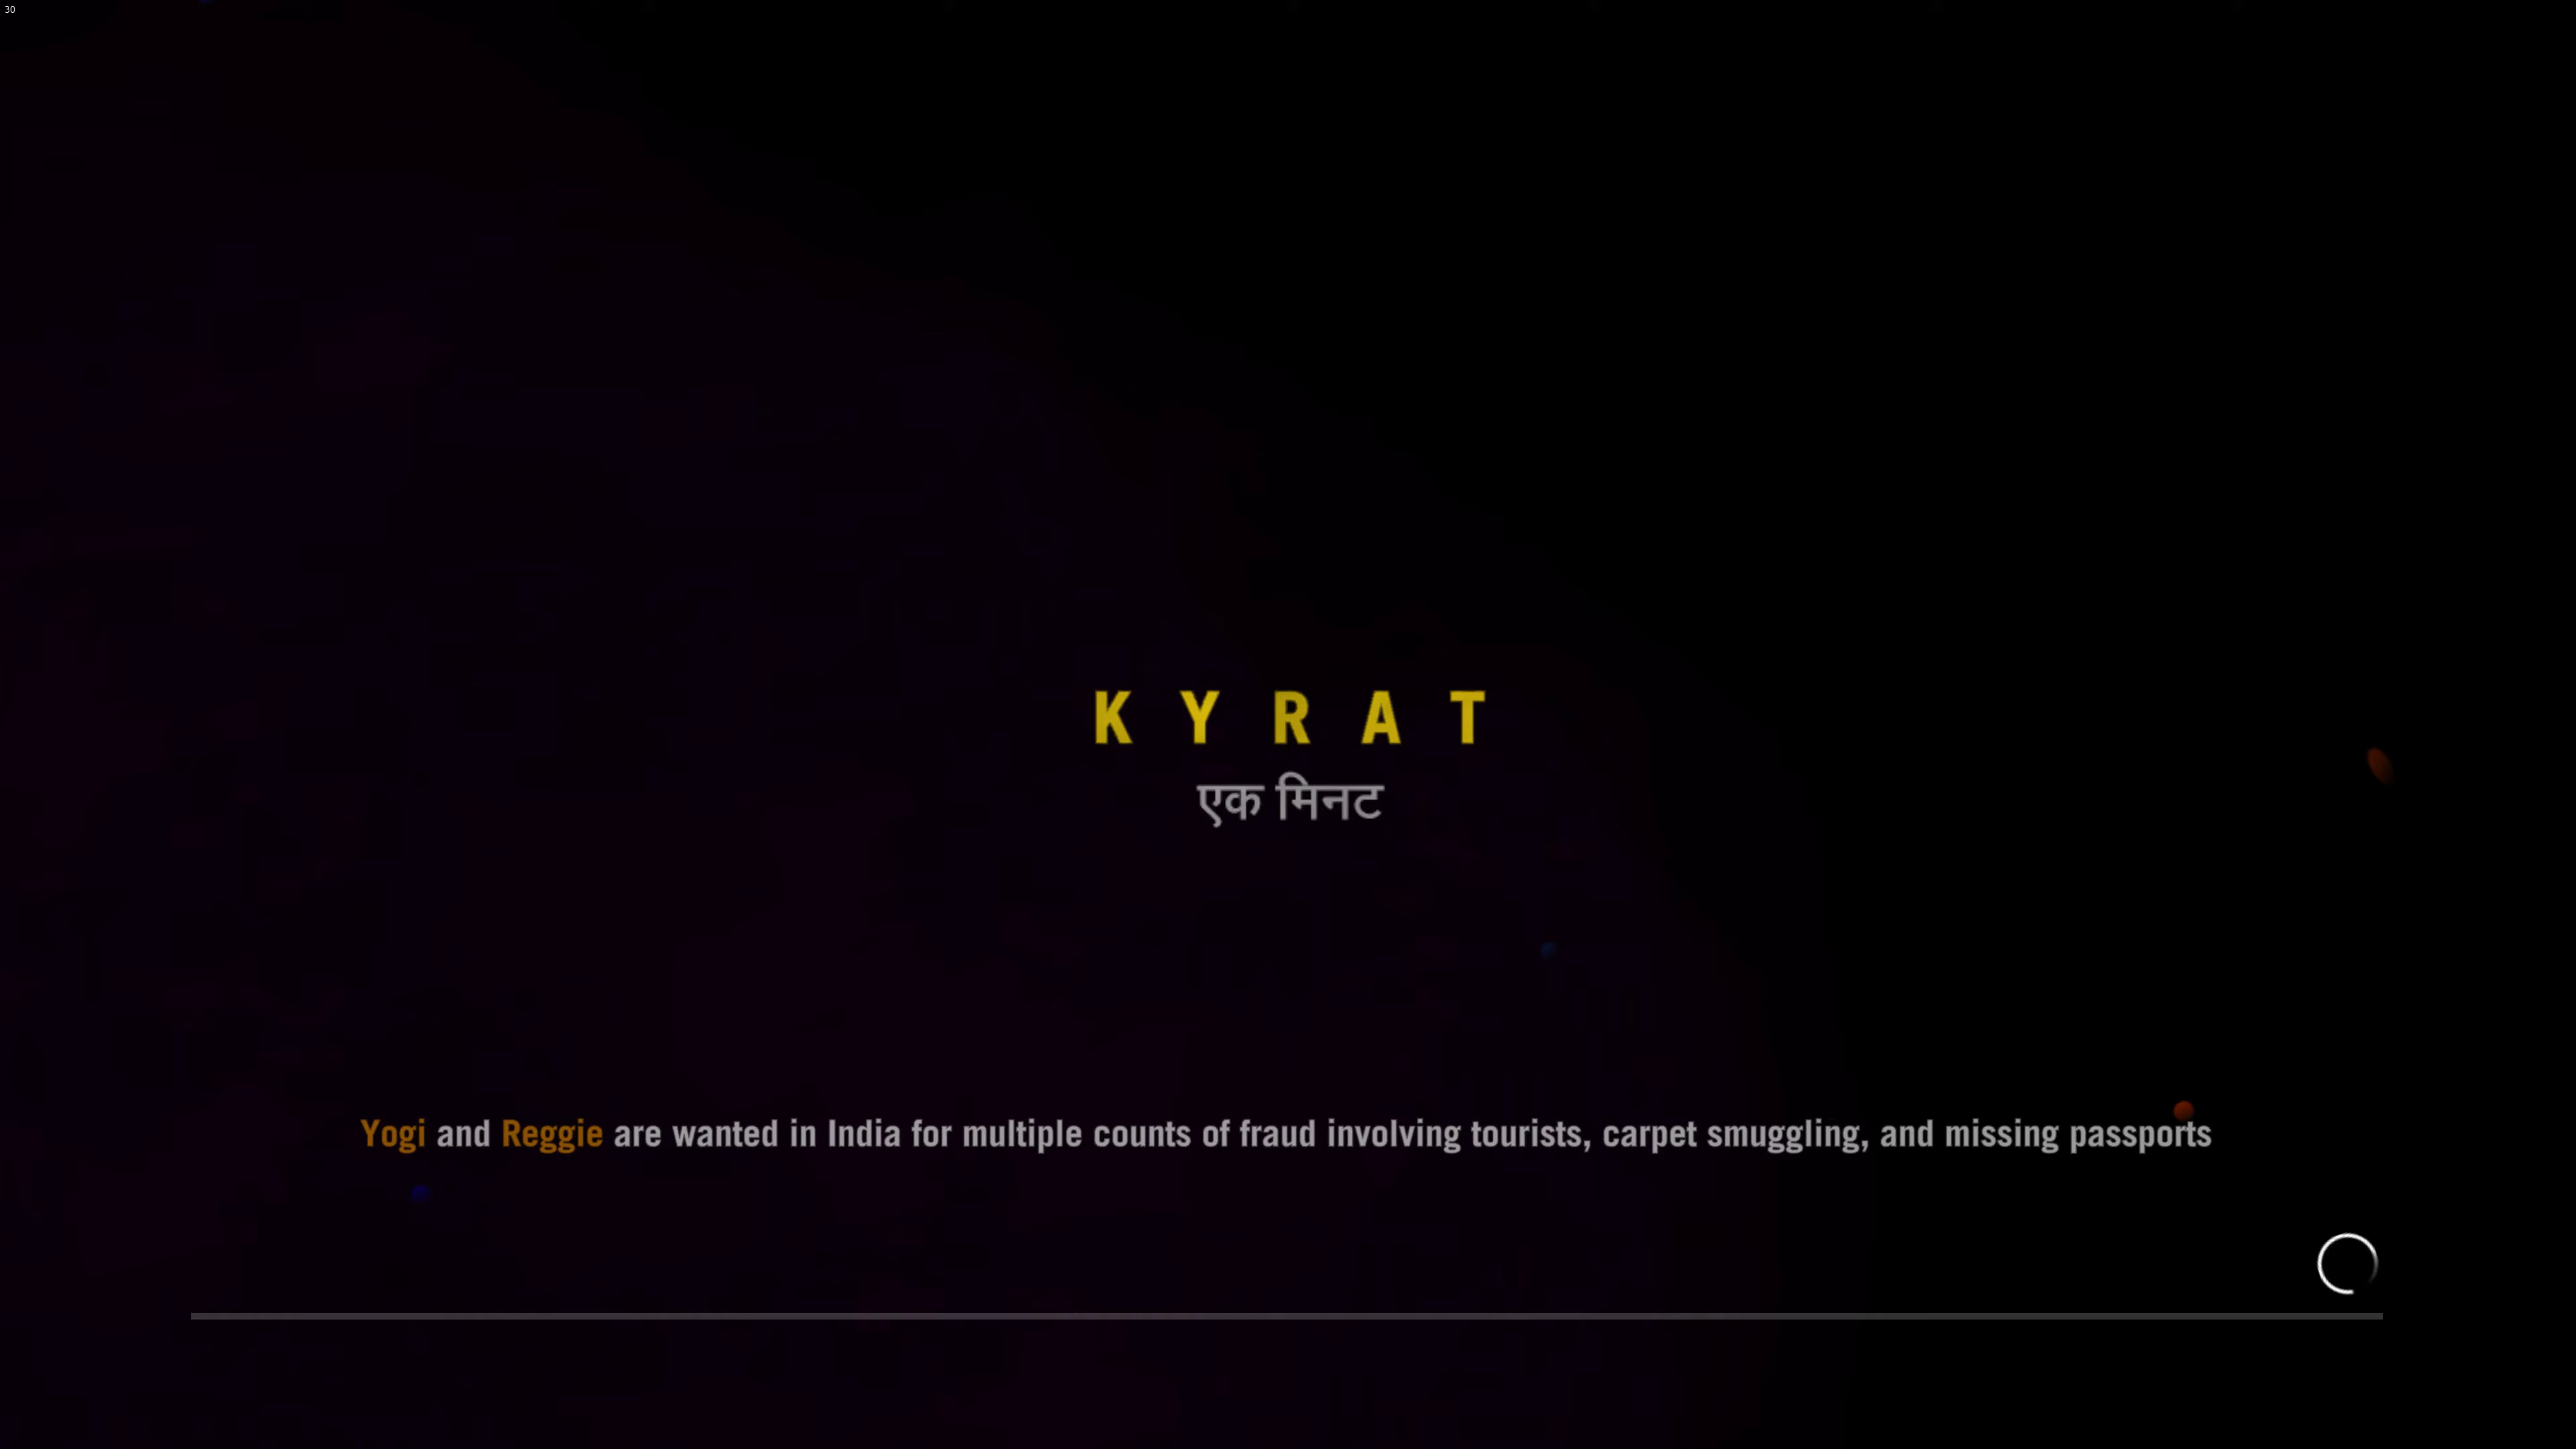 30
K Y R A T
एक मिनट
Yogi and Reggie are wanted in India for multiple counts of fraud involving tourists, carpet smuggling, and missing passports